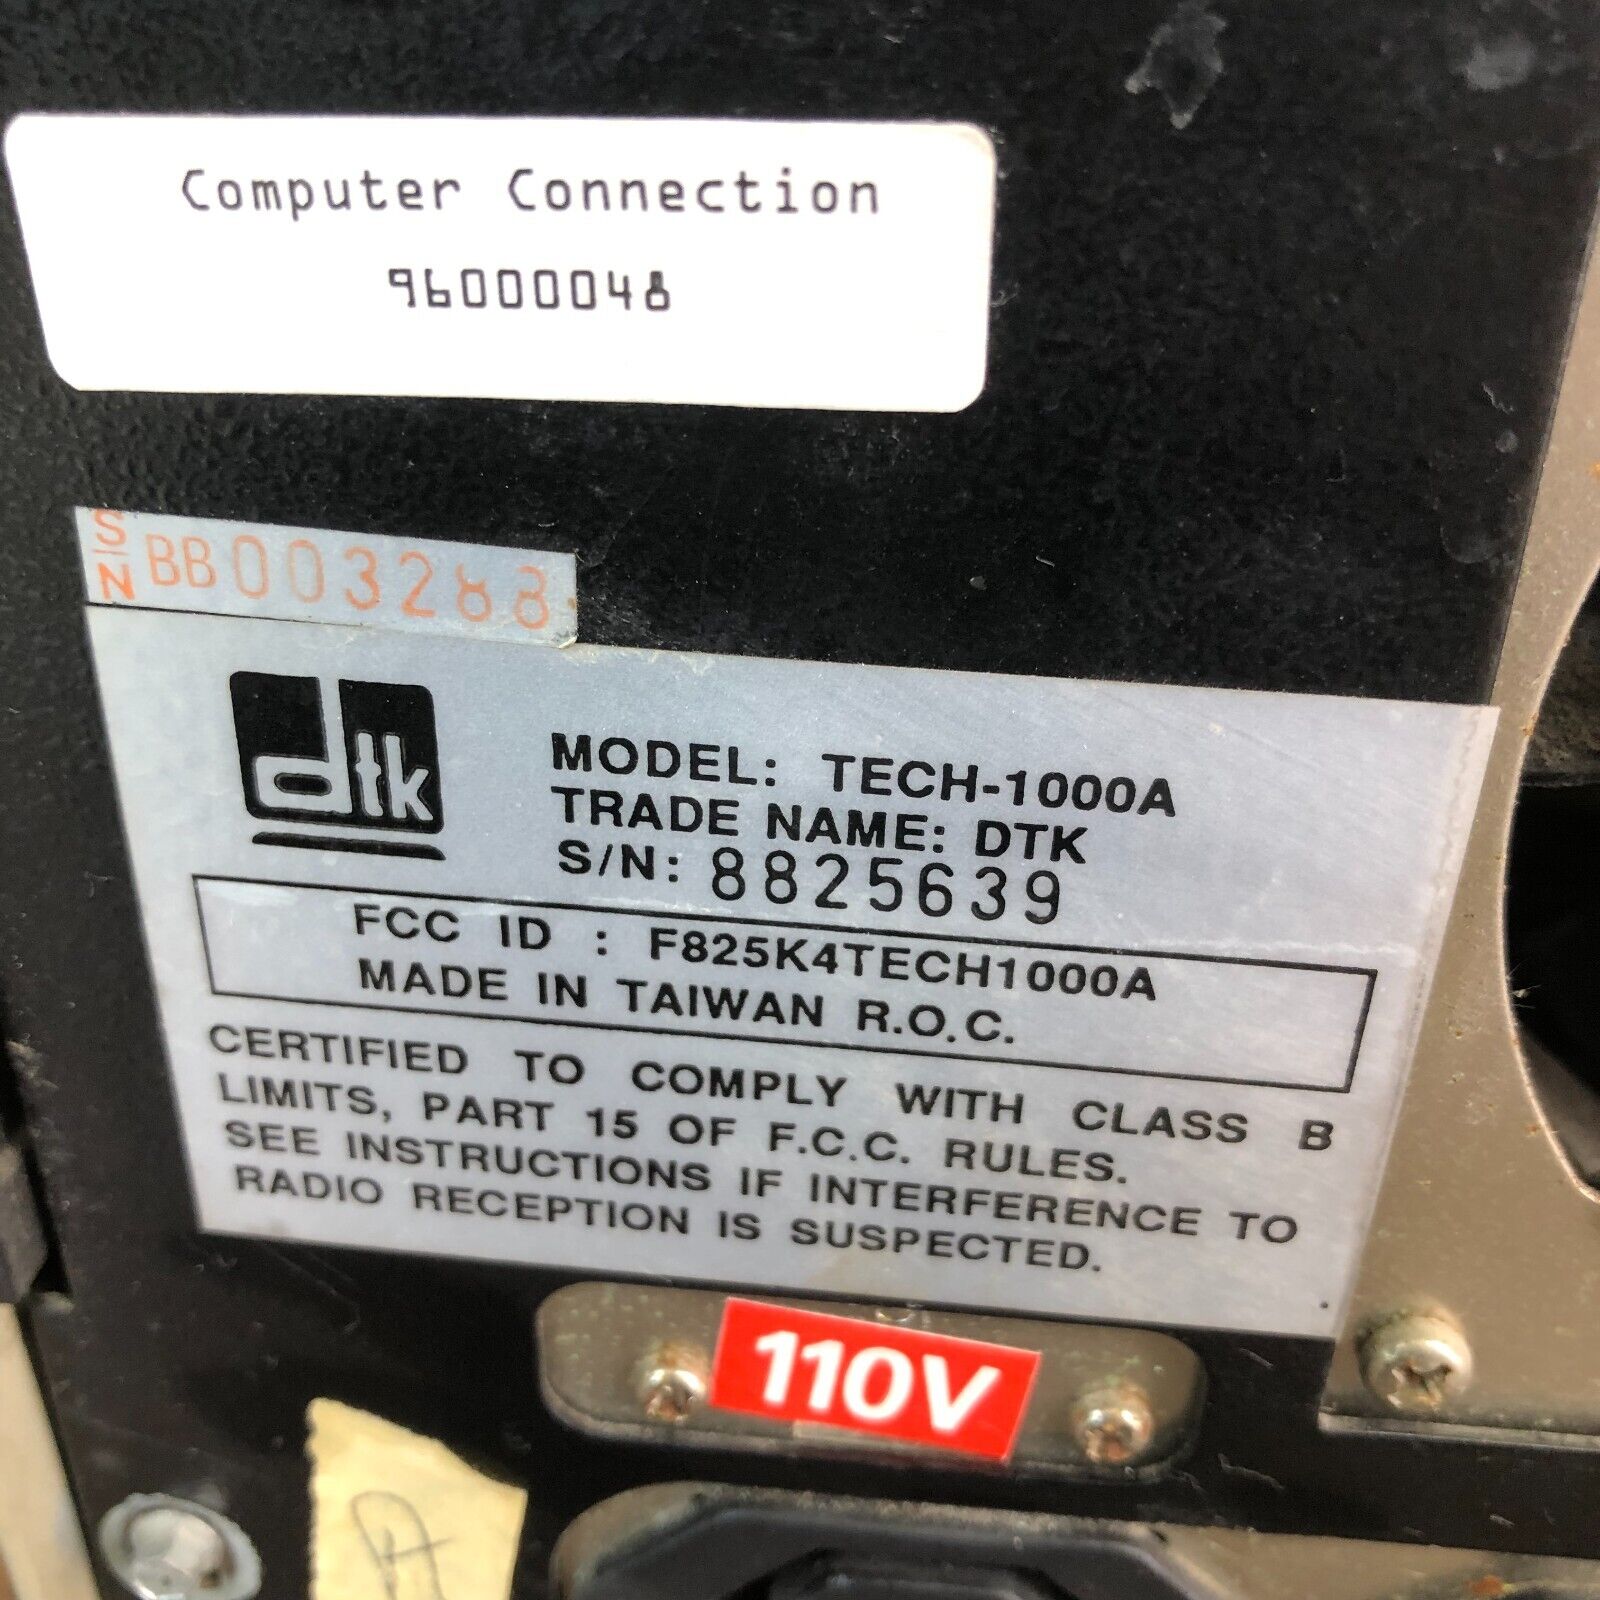 Computer Connection
96000048
S/N BB003288
dtk
MODEL: TECH-1000A
TRADE NAME: DTK
S/N: 8825639
FCC ID : F825K4TECH1000A
MADE IN TAIWAN R.O.C.
CERTIFIED TO COMPLY WITH CLASS B
LIMITS, PART 15 OF F.C.C. RULES.
SEE INSTRUCTIONS IF INTERFERENCE TO
RADIO RECEPTION IS SUSPECTED.
110V